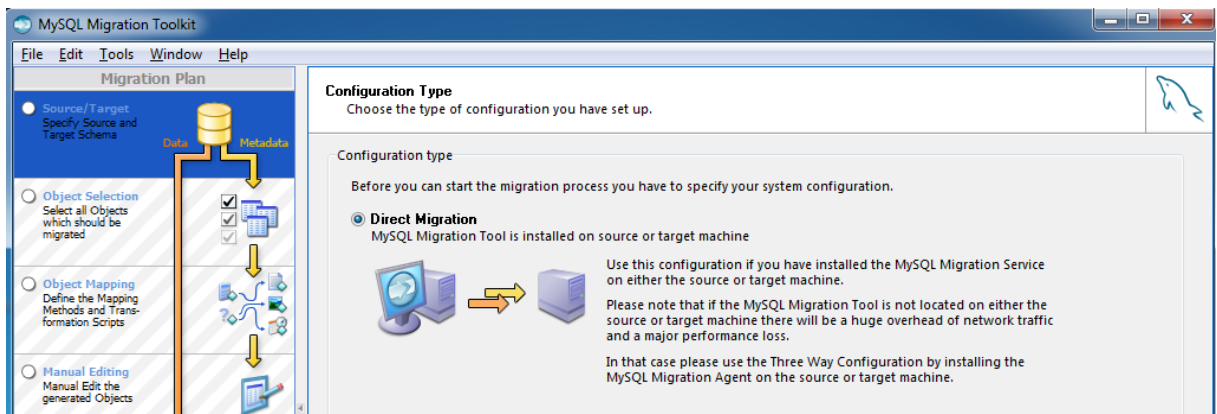 MySQL Migration Toolkit
File Edit Tools Window Help
Migration Plan
Source/Target
Specify Source and
Target Schema
Data
Metadata
Object Selection
Select all Objects
which should be
migrated
Object Mapping
Define the Mapping
Methods and Trans-
formation Scripts
Manual Editing
Manual Edit the
generated Objects
Configuration Type
Choose the type of configuration you have set up.
Configuration type
Before you can start the migration process you have to specify your system configuration.
Direct Migration
MySQL Migration Tool is installed on source or target machine
Use this configuration if you have installed the MySQL Migration Service
on either the source or target machine.
Please note that if the MySQL Migration Tool is not located on either the
source or target machine there will be a huge overhead of network traffic
and a major performance loss.
In that case please use the Three Way Configuration by installing the
MySQL Migration Agent on the source or target machine.